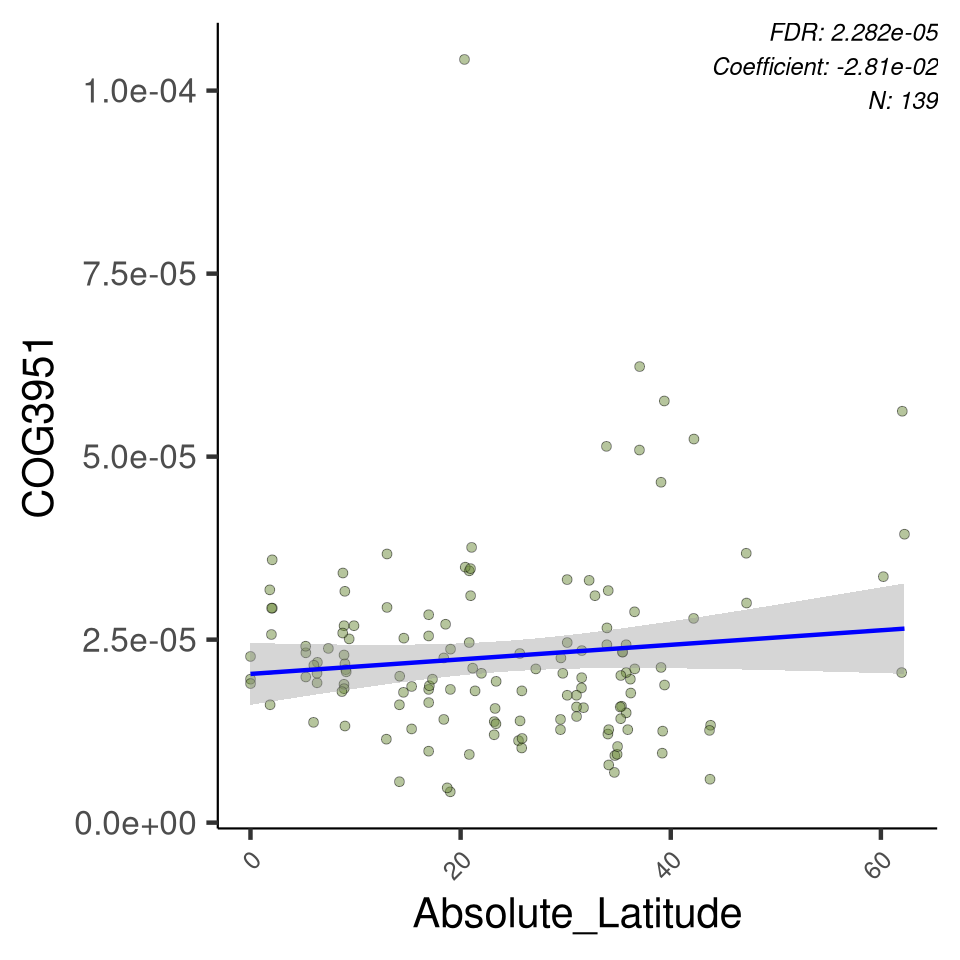 FDR: 2.282e-05
Coefficient: -2.81e-02
N: 139
1.0e-04
7.5e-05
5.0e-05
2.5e-05
0.0e+00
COG3951
0
20
40
60
Absolute_Latitude